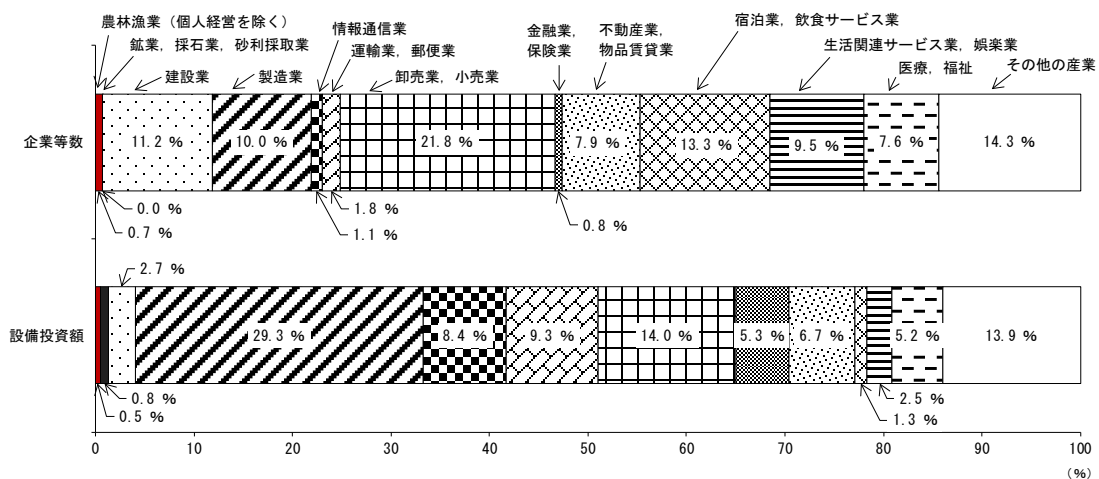 農林漁業（個人経営を除く）
鉱業，採石業，砂利採取業
建設業
製造業
情報通信業
運輸業，郵便業
卸売業，小売業
金融業，
保険業
不動産業，
物品賃貸業
宿泊業，飲食サービス業
生活関連サービス業，娯楽業
医療，福祉
その他の産業
企業等数
11.2 %
10.0 %
21.8 %
7.9 %
13.3 %
9.5 %
7.6 %
14.3 %
0.0 %
0.7 %
1.8 %
1.1 %
0.8 %
2.7 %
設備投資額
29.3 %
8.4 %
9.3 %
14.0 %
5.3 %
6.7 %
5.2 %
13.9 %
0.8 %
0.5 %
2.5 %
1.3 %
0 10 20 30 40 50 60 70 80 90 100
（%）